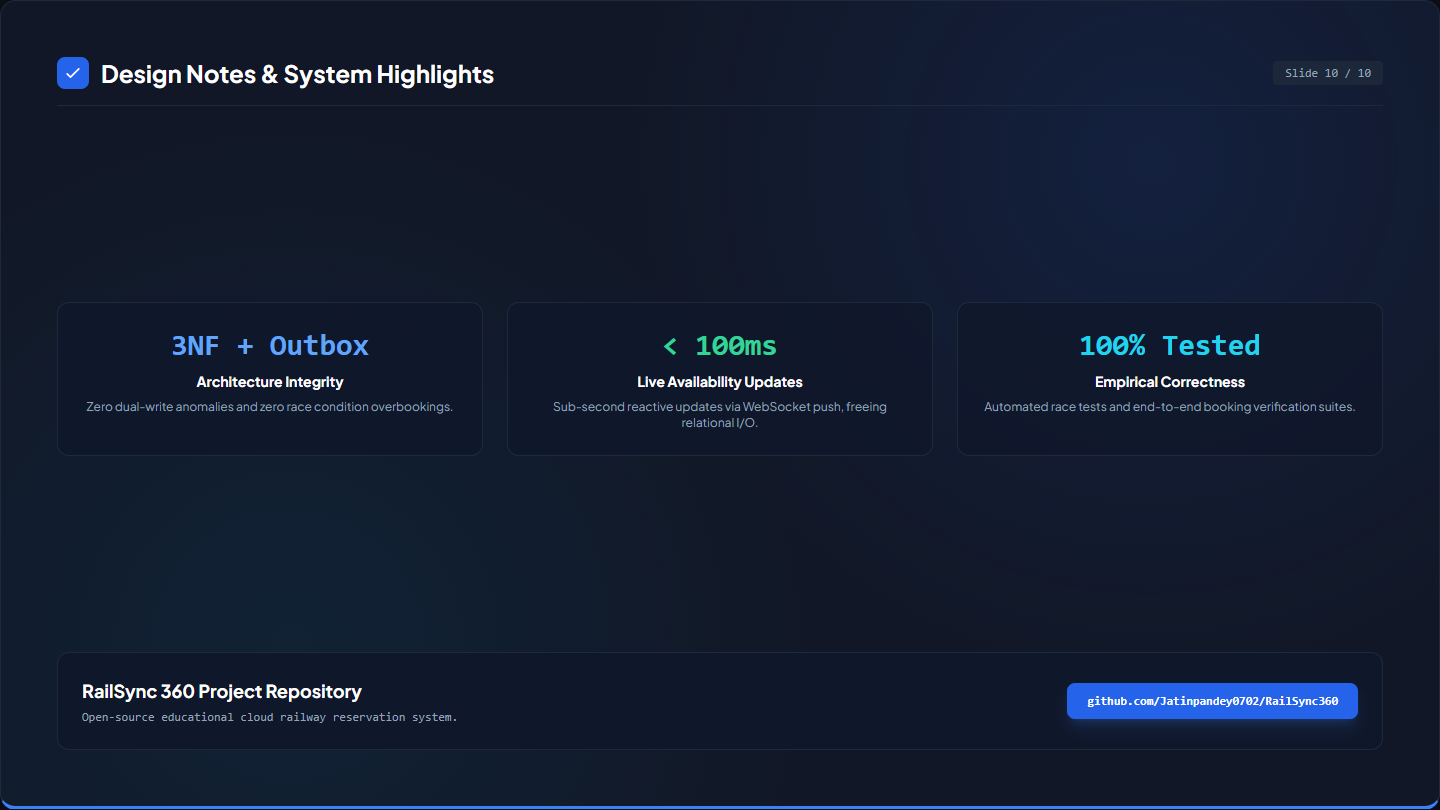 Design Notes & System Highlights
Slide 10 / 10
3NF + Outbox
Architecture Integrity
Zero dual-write anomalies and zero race condition overbookings.
< 100ms
Live Availability Updates
Sub-second reactive updates via WebSocket push, freeing
relational I/O.
100% Tested
Empirical Correctness
Automated race tests and end-to-end booking verification suites.
RailSync 360 Project Repository
Open-source educational cloud railway reservation system.
github.com/Jatinpandey0702/RailSync360